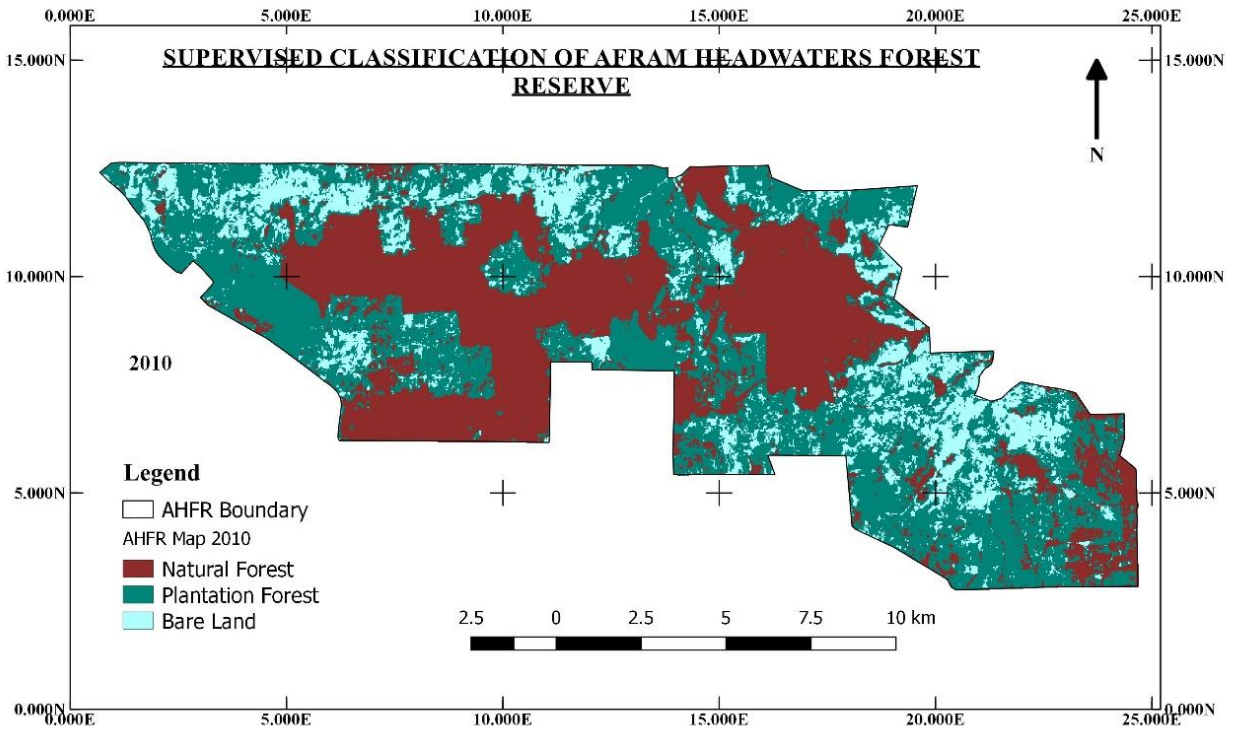 0.000E 5.000E 10.000E 15.000E 20.000E 25.000E
SUPERVISED CLASSIFICATION OF AFRAM HEADWATERS FOREST
RESERVE
15.000N 15.000N
N
10.000N 10.000N
2010
Legend
5.000N 5.000N
AHFR Boundary
AHFR Map 2010
Natural Forest
Plantation Forest
Bare Land
2.5 0 2.5 5 7.5 10 km
0.000N 0.000N
0.000E 5.000E 10.000E 15.000E 20.000E 25.000E